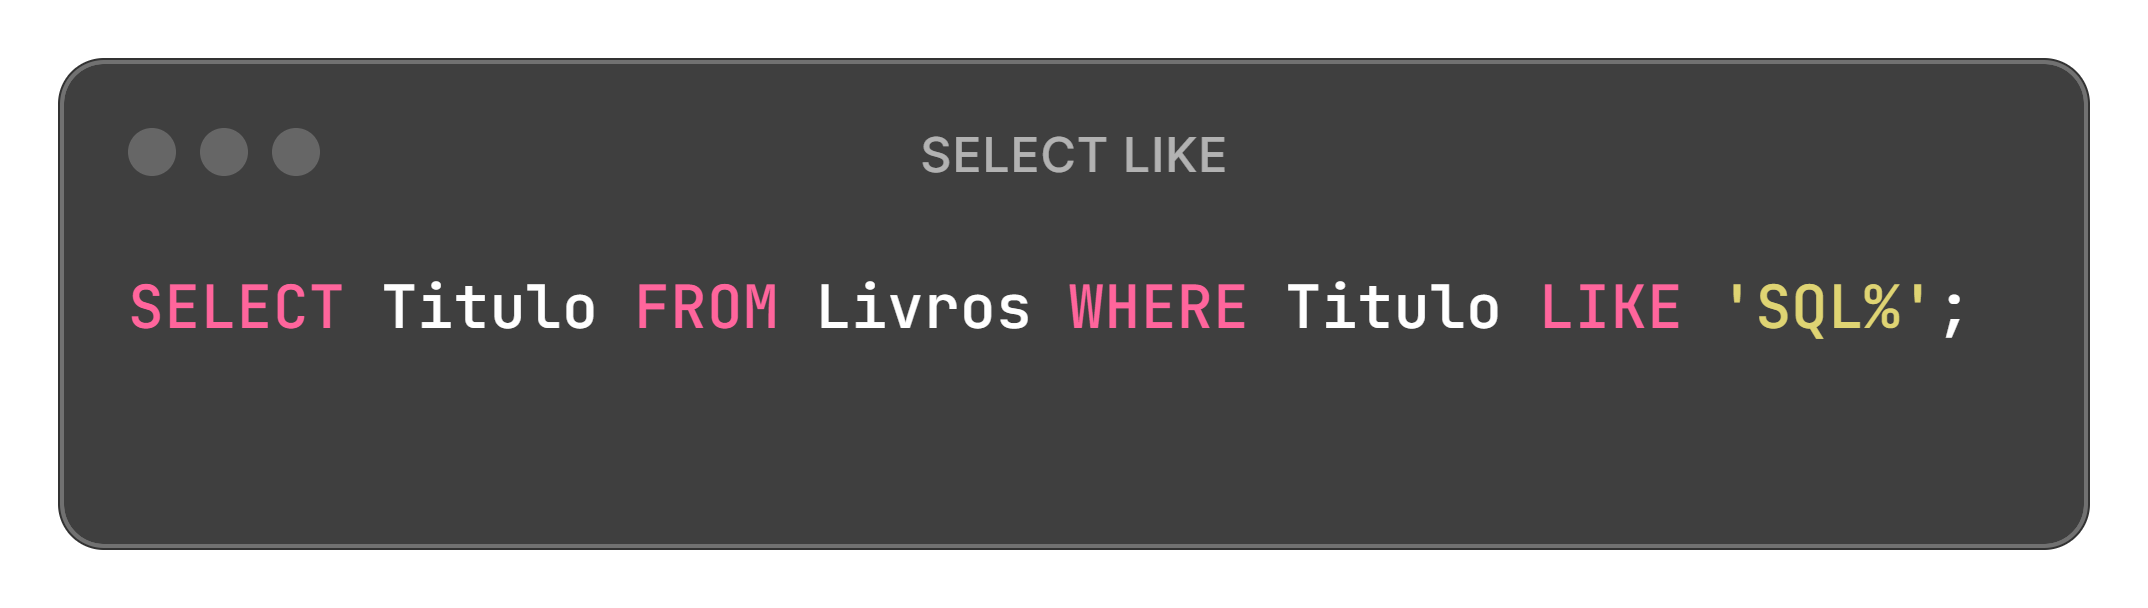 SELECT LIKE
SELECT Titulo FROM Livros WHERE Titulo LIKE 'SQL%';